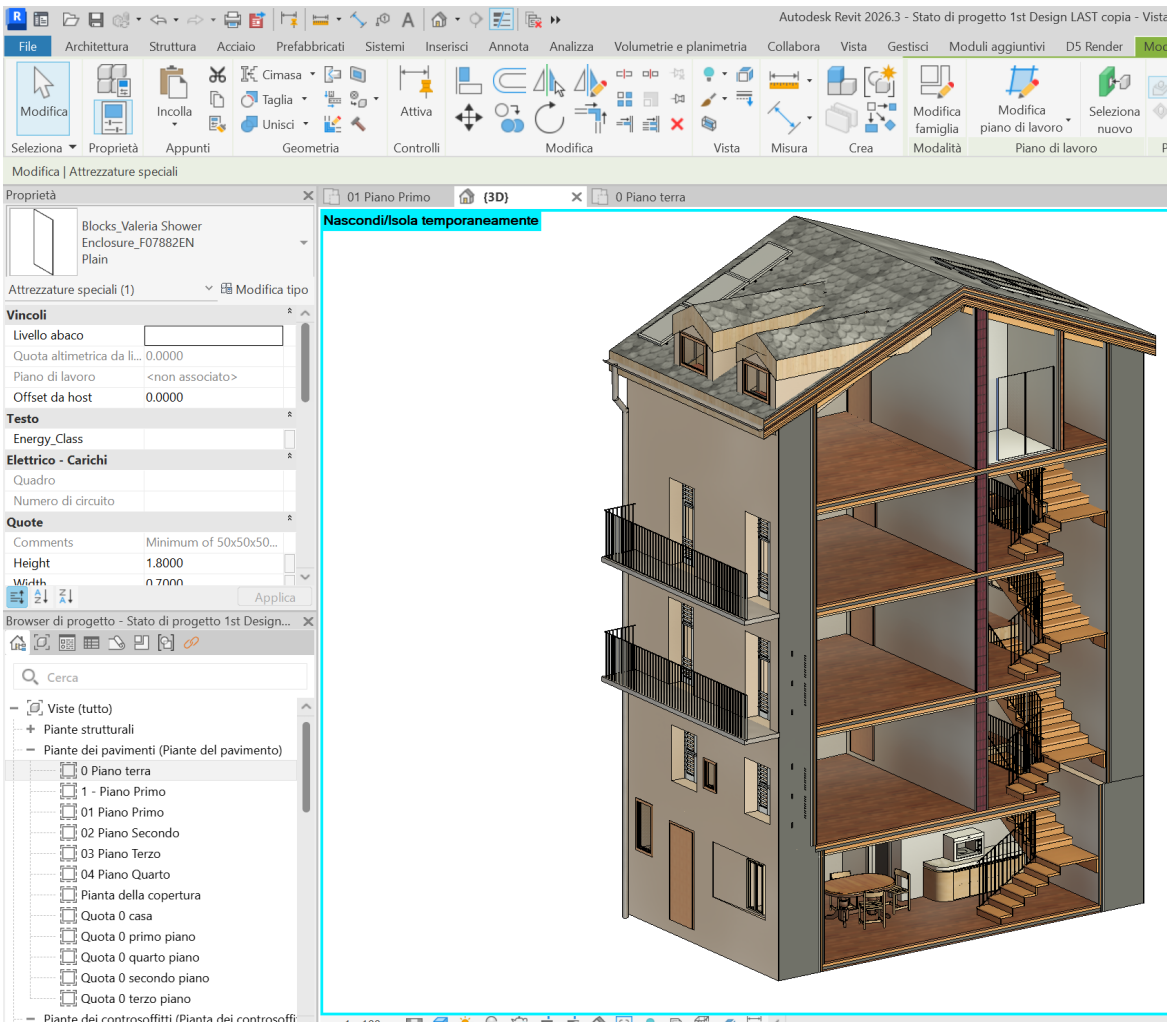 Autodesk Revit 2026.3 - Stato di progetto 1st Design LAST copia - Vista
File Architettura Struttura Acciaio Prefabbricati Sistemi Inserisci Annota Analizza Volumetrie e planimetria Collabora Vista Gestisci Moduli aggiuntivi D5 Render Mod
Modifica
Incolla
Cimasa
Taglia
Unisci
Attiva
Modifica famiglia
Modifica piano di lavoro
Seleziona nuovo
Seleziona Proprietà Appunti Geometria Controlli Modifica Vista Misura Crea Modalità Piano di lavoro
Modifica | Attrezzature speciali
Proprietà
01 Piano Primo {3D} 0 Piano terra
Nascondi/Isola temporaneamente
Blocks_Valeria Shower
Enclosure_F07882EN
Plain
Attrezzature speciali (1) Modifica tipo
Vincoli
Livello abaco
Quota altimetrica da li... 0.0000
Piano di lavoro <non associato>
Offset da host 0.0000
Testo
Energy_Class
Elettrico - Carichi
Quadro
Numero di circuito
Quote
Comments Minimum of 50x50x50...
Height 1.8000
Width 0.7000
Applica
Browser di progetto - Stato di progetto 1st Design...
Cerca
Viste (tutto)
Piante strutturali
Piante dei pavimenti (Piante del pavimento)
0 Piano terra
1 - Piano Primo
01 Piano Primo
02 Piano Secondo
03 Piano Terzo
04 Piano Quarto
Pianta della copertura
Quota 0 casa
Quota 0 primo piano
Quota 0 quarto piano
Quota 0 secondo piano
Quota 0 terzo piano
Piante dei controsoffitti (Pianta dei controsoffi